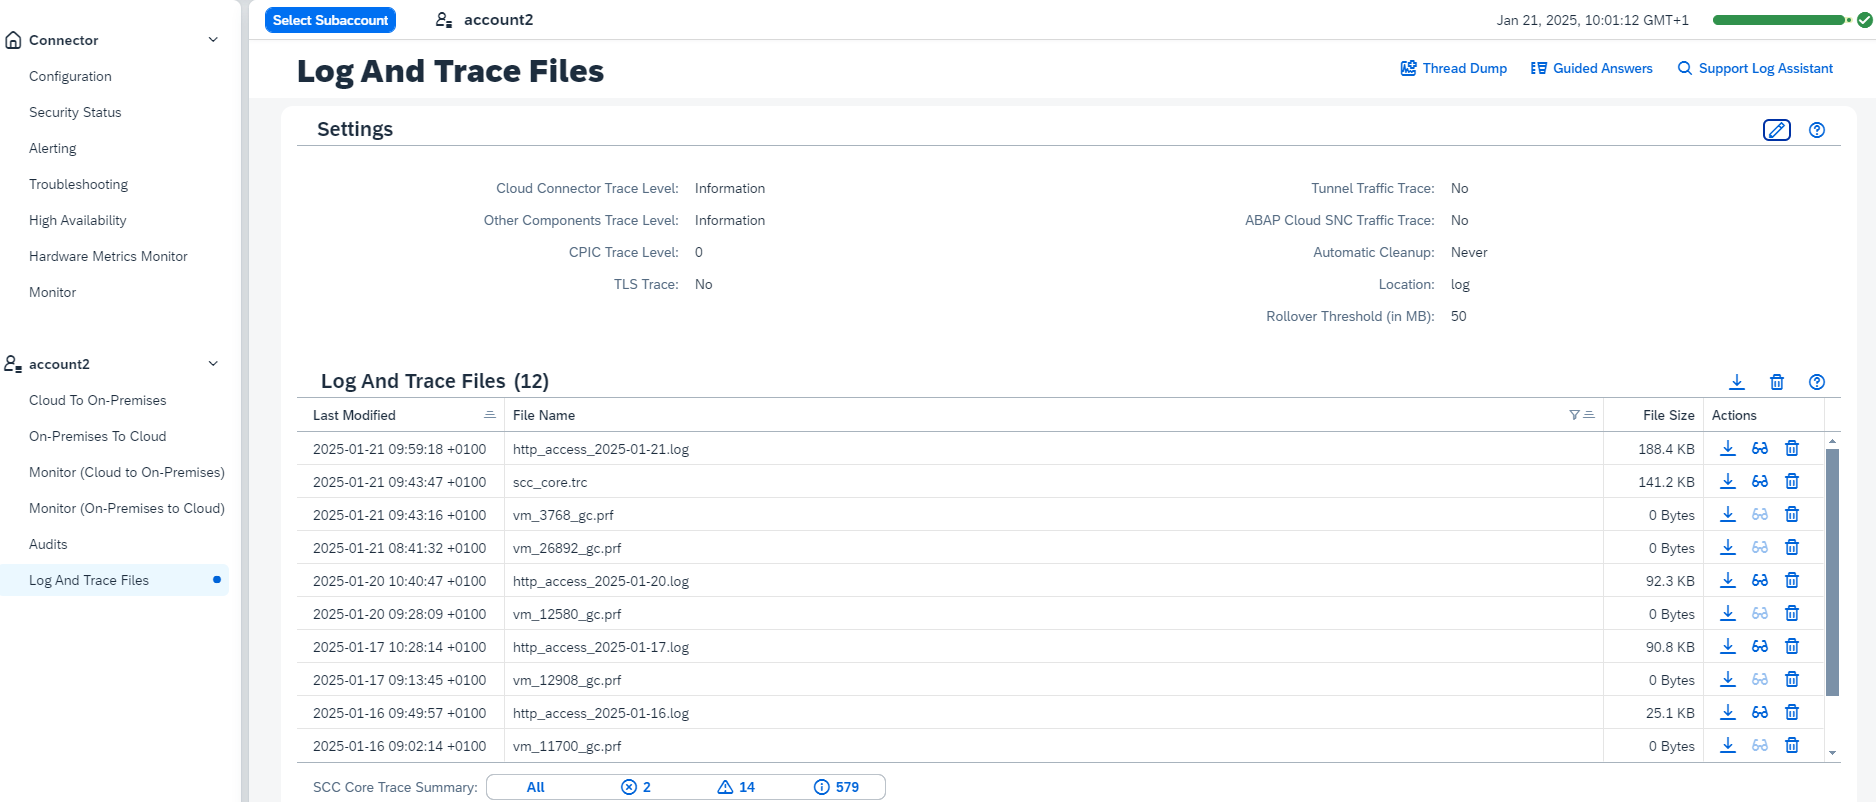 Connector
Configuration
Security Status
Alerting
Troubleshooting
High Availability
Hardware Metrics Monitor
Monitor
account2
Cloud To On-Premises
On-Premises To Cloud
Monitor (Cloud to On-Premises)
Monitor (On-Premises to Cloud)
Audits
Log And Trace Files
Select Subaccount account2 Jan 21, 2025, 10:01:12 GMT+1
Log And Trace Files Thread Dump Guided Answers Support Log Assistant
Settings
Cloud Connector Trace Level: Information
Other Components Trace Level: Information
CPIC Trace Level: 0
TLS Trace: No
Tunnel Traffic Trace: No
ABAP Cloud SNC Traffic Trace: No
Automatic Cleanup: Never
Location: log
Rollover Threshold (in MB): 50
Log And Trace Files (12)
Last Modified File Name File Size Actions
2025-01-21 09:59:18 +0100 http_access_2025-01-21.log 188.4 KB
2025-01-21 09:43:47 +0100 scc_core.trc 141.2 KB
2025-01-21 09:43:16 +0100 vm_3768_gc.prf 0 Bytes
2025-01-21 08:41:32 +0100 vm_26892_gc.prf 0 Bytes
2025-01-20 10:40:47 +0100 http_access_2025-01-20.log 92.3 KB
2025-01-20 09:28:09 +0100 vm_12580_gc.prf 0 Bytes
2025-01-17 10:28:14 +0100 http_access_2025-01-17.log 90.8 KB
2025-01-17 09:13:45 +0100 vm_12908_gc.prf 0 Bytes
2025-01-16 09:49:57 +0100 http_access_2025-01-16.log 25.1 KB
2025-01-16 09:02:14 +0100 vm_11700_gc.prf 0 Bytes
SCC Core Trace Summary: All 2 14 579